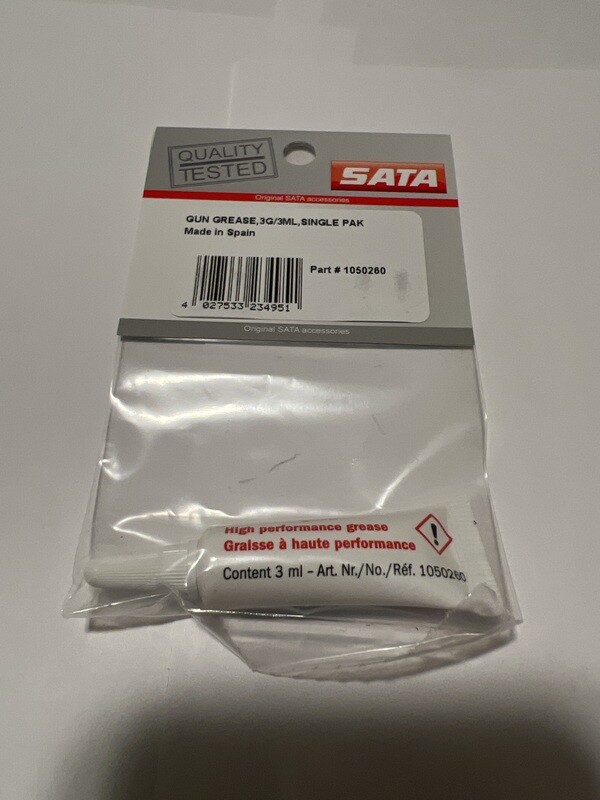 QUALITY
TESTED
SATA
Original SATA accessories
GUN GREASE,3G/3ML,SINGLE PAK
Made in Spain
Part # 1050260
4 027533 234951
Original SATA accessories
High performance grease
Graisse à haute performance
!
Content 3 ml – Art. Nr./No./Réf. 1050260